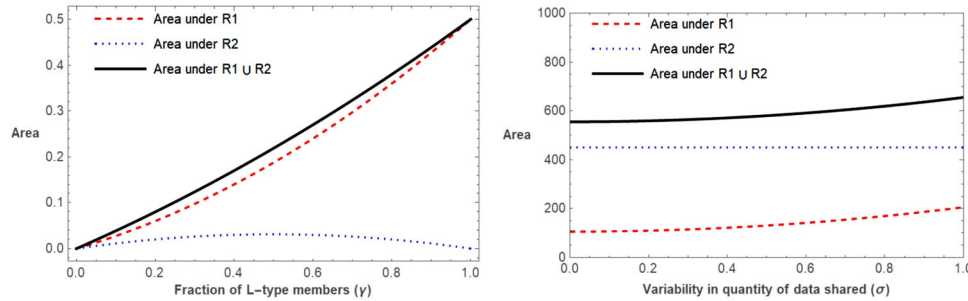 0.5
Area under R1
0.4
Area under R2
Area under R1 ∪ R2
0.3
Area
0.2
0.1
0.0
0.0 0.2 0.4 0.6 0.8 1.0
Fraction of L-type members (γ)
1000
Area under R1
800
Area under R2
Area under R1 ∪ R2
600
Area
400
200
0
0.0 0.2 0.4 0.6 0.8 1.0
Variability in quantity of data shared (σ)